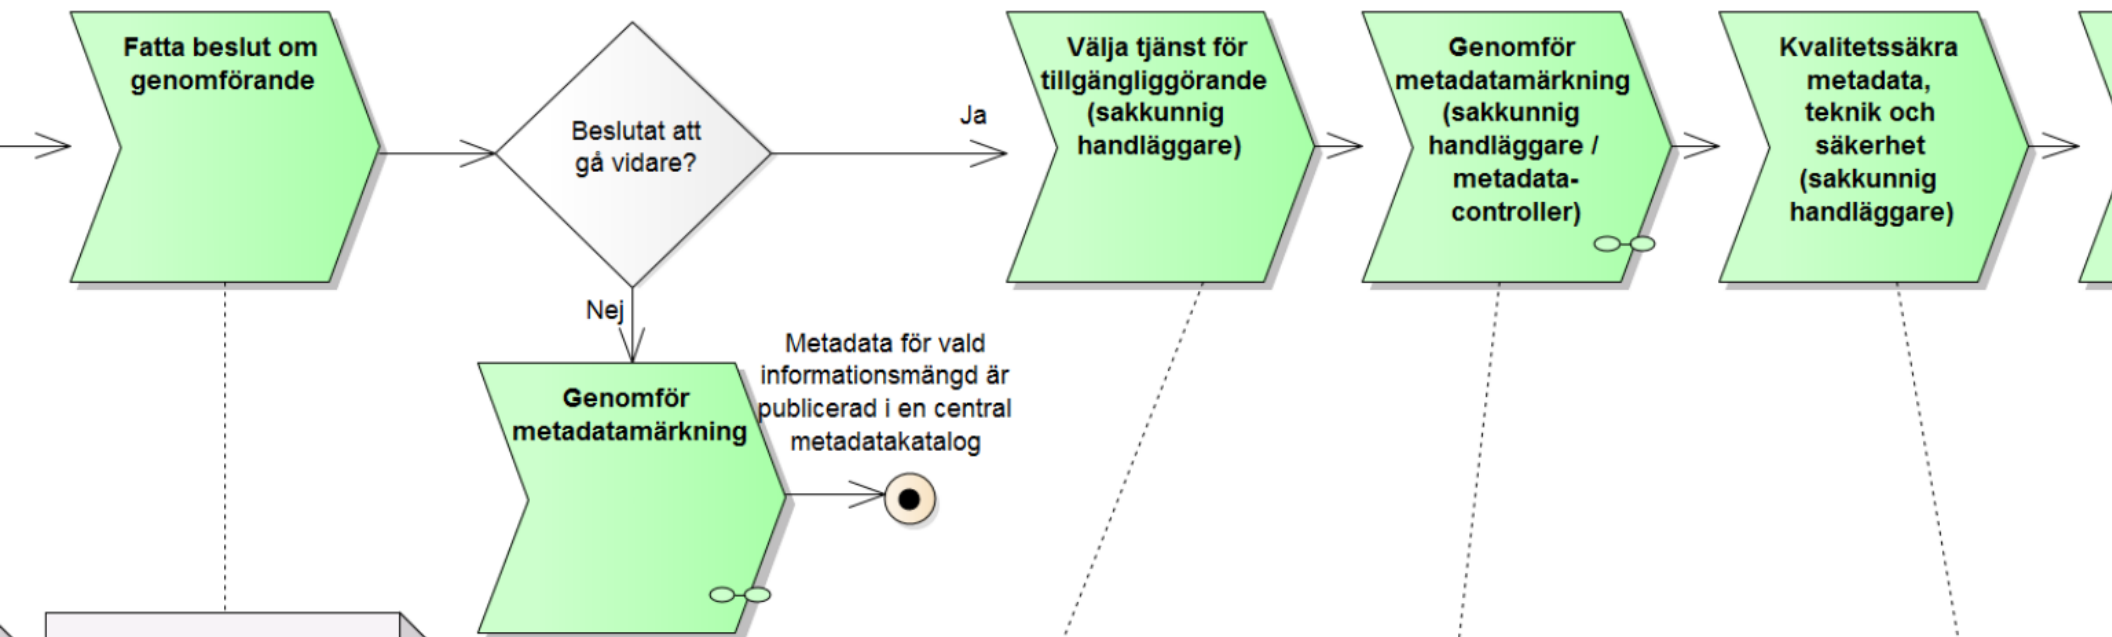 Fatta beslut om
genomförande
Beslutat att
gå vidare?
Ja
Nej
Välja tjänst för
tillgängliggörande
(sakkunnig
handläggare)
Genomför
metadatamärkning
(sakkunnig
handläggare /
metadata-
controller)
Kvalitetssäkra
metadata,
teknik och
säkerhet
(sakkunnig
handläggare)
Genomför
metadatamärkning
Metadata för vald
informationsmängd är
publicerad i en central
metadatakatalog